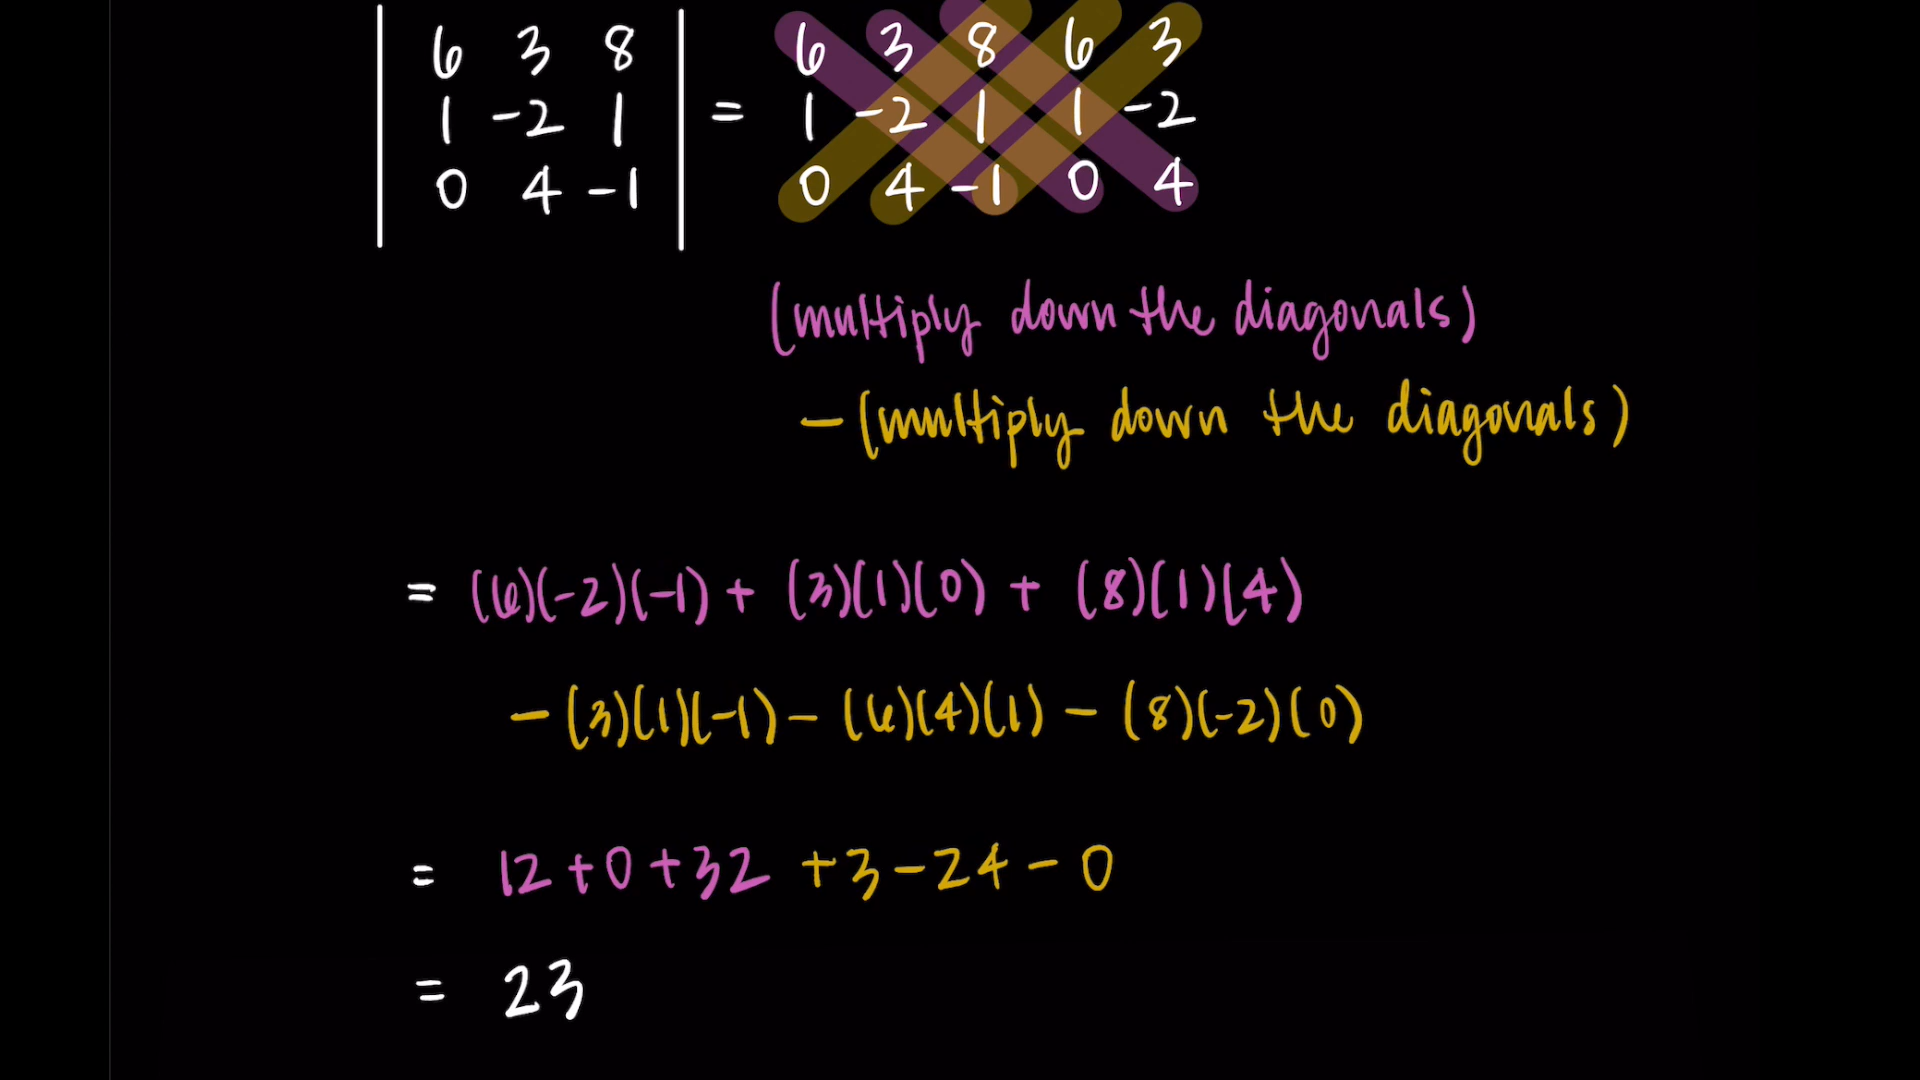 | 6 3 8 | = 6 3 8 6 3
| 1 -2 1 | 1 -2 1 1 -2
| 0 4 -1 | 0 4 -1 0 4
(multiply down the diagonals)
- (multiply down the diagonals)
= (6)(-2)(-1) + (3)(1)(0) + (8)(1)(4)
- (3)(1)(-1) - (6)(4)(1) - (8)(-2)(0)
= 12 + 0 + 32 + 3 - 24 - 0
= 23